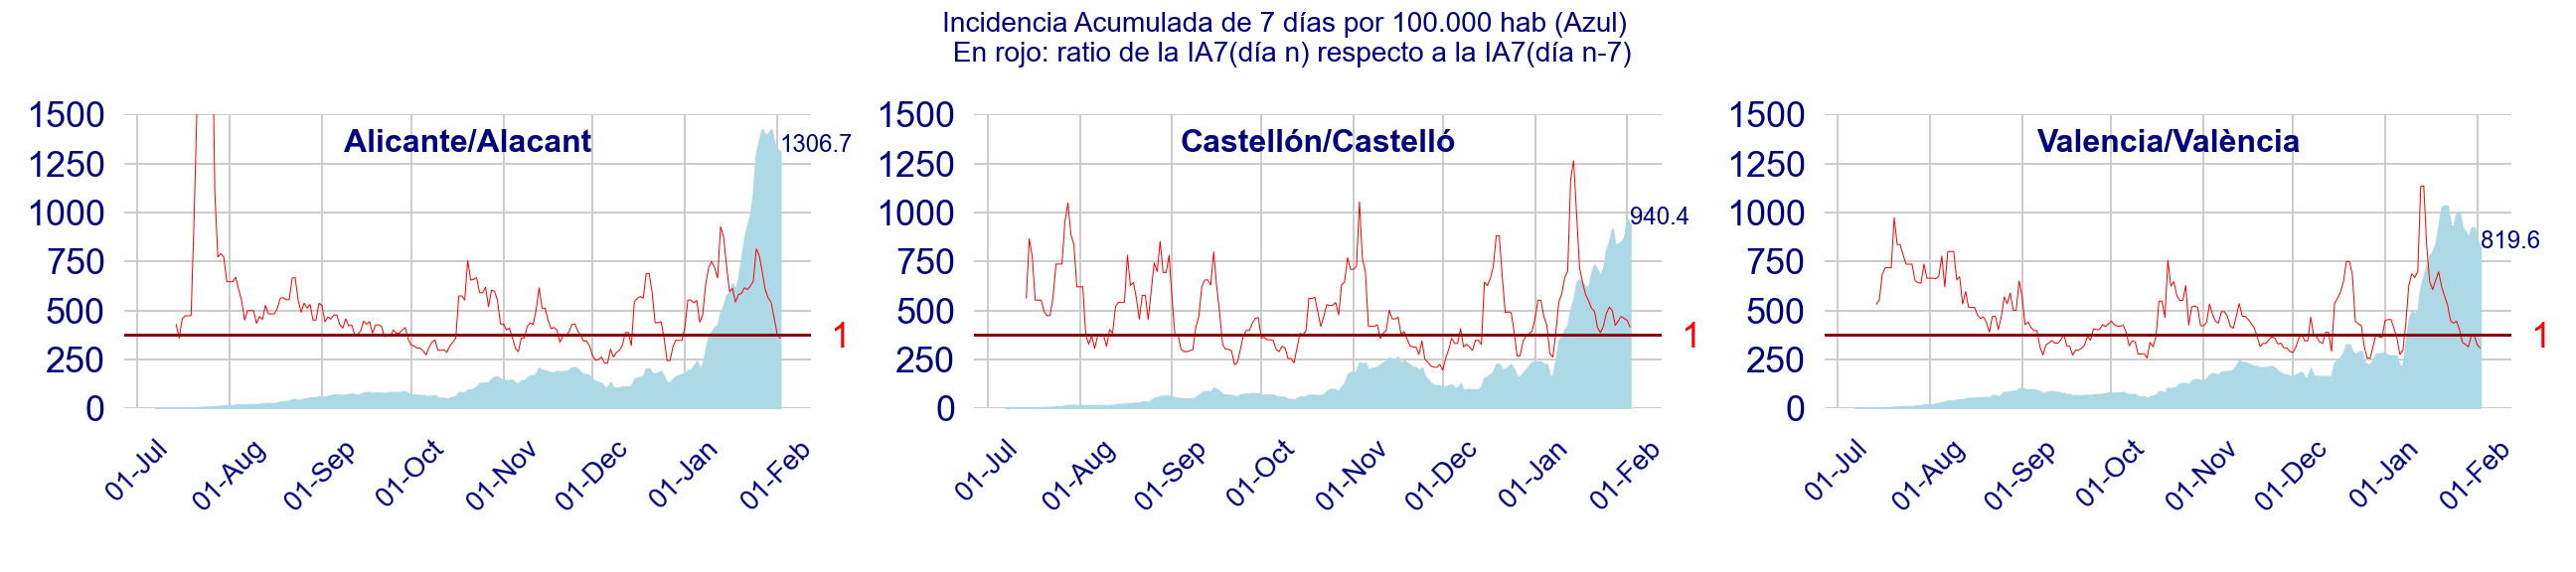 Incidencia Acumulada de 7 días por 100.000 hab (Azul)
En rojo: ratio de la IA7(día n) respecto a la IA7(día n-7)
Alicante/Alacant
1500
1250
1000
750
500
250
0
1306.7
1
01-Jul
01-Aug
01-Sep
01-Oct
01-Nov
01-Dec
01-Jan
01-Feb
Castellón/Castelló
1500
1250
1000
750
500
250
0
940.4
1
01-Jul
01-Aug
01-Sep
01-Oct
01-Nov
01-Dec
01-Jan
01-Feb
Valencia/València
1500
1250
1000
750
500
250
0
819.6
1
01-Jul
01-Aug
01-Sep
01-Oct
01-Nov
01-Dec
01-Jan
01-Feb